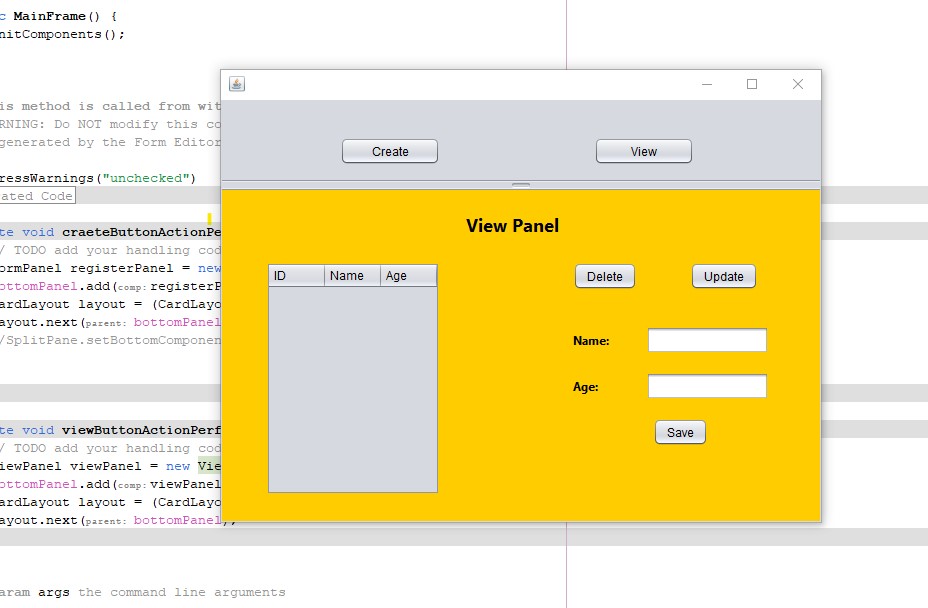 c MainFrame() {
nitComponents();
is method is called from wit
RNING: Do NOT modify this co
generated by the Form Editor
ressWarnings("unchecked")
ated Code
te void craeteButtonActionPe
/ TODO add your handling cod
ormPanel registerPanel = new
ottomPanel.add(comp: registerP
ardLayout layout = (CardLayo
ayout.next(parent: bottomPanel
/SplitPane.setBottomComponen
te void viewButtonActionPerf
/ TODO add your handling cod
iewPanel viewPanel = new Vie
ottomPanel.add(comp: viewPanel
ardLayout layout = (CardLayo
ayout.next(parent: bottomPanel);
aram args the command line arguments
Create View
View Panel
ID Name Age
Delete Update
Name:
Age:
Save